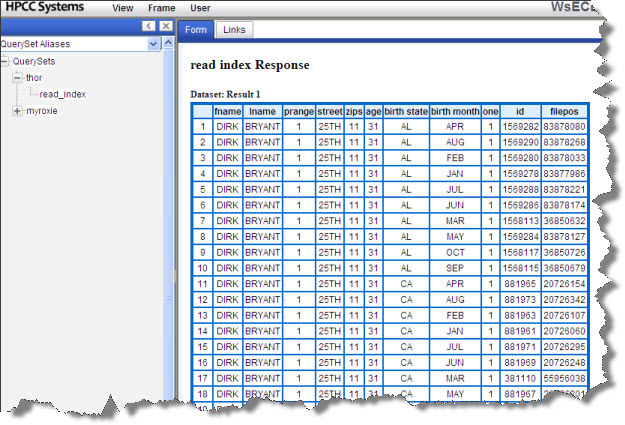 HPCC Systems View Frame User WsEC
QuerySet Aliases
QuerySets
thor
read_index
myroxie
Form Links
read index Response
Dataset: Result 1
fname lname prange street zips age birth state birth month one id filepos
1 DIRK BRYANT 1 25TH 11 31 AL APR 1 1569282 83878080
2 DIRK BRYANT 1 25TH 11 31 AL AUG 1 1569290 83878268
3 DIRK BRYANT 1 25TH 11 31 AL FEB 1 1569280 83878033
4 DIRK BRYANT 1 25TH 11 31 AL JAN 1 1569278 83877986
5 DIRK BRYANT 1 25TH 11 31 AL JUL 1 1569288 83878221
6 DIRK BRYANT 1 25TH 11 31 AL JUN 1 1569286 83878174
7 DIRK BRYANT 1 25TH 11 31 AL MAR 1 1568113 36850632
8 DIRK BRYANT 1 25TH 11 31 AL MAY 1 1569284 83878127
9 DIRK BRYANT 1 25TH 11 31 AL OCT 1 1568117 36850726
10 DIRK BRYANT 1 25TH 11 31 AL SEP 1 1568115 36850679
11 DIRK BRYANT 1 25TH 11 31 CA APR 1 881965 20726154
12 DIRK BRYANT 1 25TH 11 31 CA AUG 1 881973 20726342
13 DIRK BRYANT 1 25TH 11 31 CA FEB 1 881963 20726107
14 DIRK BRYANT 1 25TH 11 31 CA JAN 1 881961 20726060
15 DIRK BRYANT 1 25TH 11 31 CA JUL 1 881971 20726295
16 DIRK BRYANT 1 25TH 11 31 CA JUN 1 881969 20726248
17 DIRK BRYANT 1 25TH 11 31 CA MAR 1 381110 55956038
18 DIRK BRYANT 1 25TH 11 31 CA MAY 1 881967